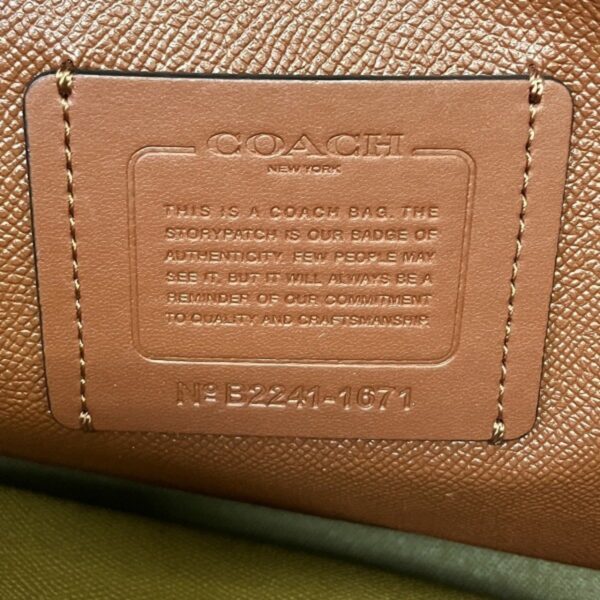 COACH
NEW YORK
THIS IS A COACH BAG. THE
STORYPATCH IS OUR BADGE OF
AUTHENTICITY. FEW PEOPLE MAY
SEE IT, BUT IT WILL ALWAYS BE A
REMINDER OF OUR COMMITMENT
TO QUALITY AND CRAFTSMANSHIP.
Nº B2241-1671